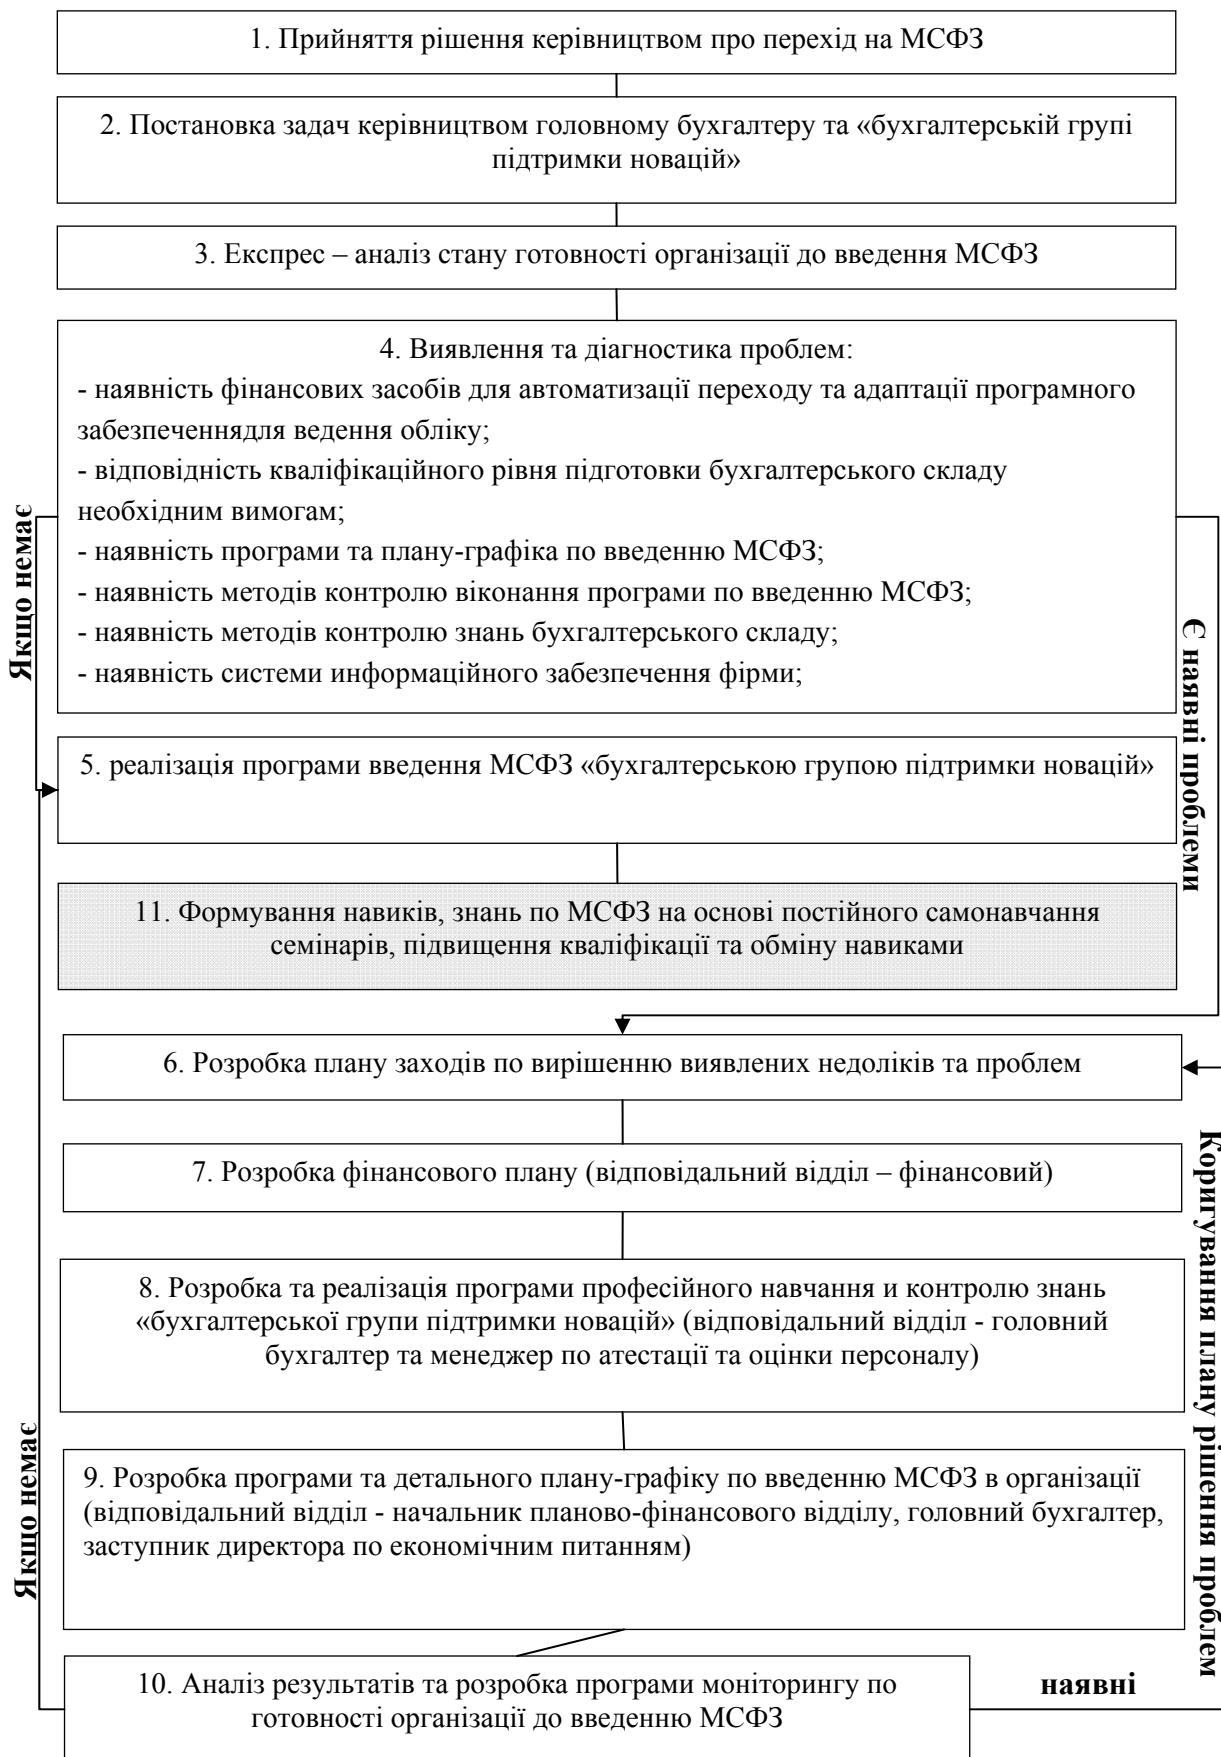 1. Прийняття рішення керівництвом про перехід на МСФЗ
2. Постановка задач керівництвом головному бухгалтеру та «бухгалтерській групі
підтримки новацій»
3. Експрес – аналіз стану готовності організації до введення МСФЗ
4. Виявлення та діагностика проблем:
- наявність фінансових засобів для автоматизації переходу та адаптації програмного
забезпеченнядля ведення обліку;
- відповідність кваліфікаційного рівня підготовки бухгалтерського складу
необхідним вимогам;
- наявність програми та плану-графіка по введенню МСФЗ;
- наявність методів контролю віконання програми по введенню МСФЗ;
- наявність методів контролю знань бухгалтерського складу;
- наявність системи информаційного забезпечення фірми;
Якщо немає
Є наявні проблеми
5. реалізація програми введення МСФЗ «бухгалтерською групою підтримки новацій»
11. Формування навиків, знань по МСФЗ на основі постійного самонавчання
семінарів, підвищення кваліфікації та обміну навиками
6. Розробка плану заходів по вирішенню виявлених недоліків та проблем
7. Розробка фінансового плану (відповідальний відділ – фінансовий)
8. Розробка та реалізація програми професійного навчання и контролю знань
«бухгалтерської групи підтримки новацій» (відповідальний відділ - головний
бухгалтер та менеджер по атестації та оцінки персоналу)
Коригування плану рішення проблем
Якщо немає
9. Розробка програми та детального плану-графіку по введенню МСФЗ в організації
(відповідальний відділ - начальник планово-фінансового відділу, головний бухгалтер,
заступник директора по економічним питанням)
10. Аналіз результатів та розробка програми моніторингу по
готовності організації до введенню МСФЗ
наявні